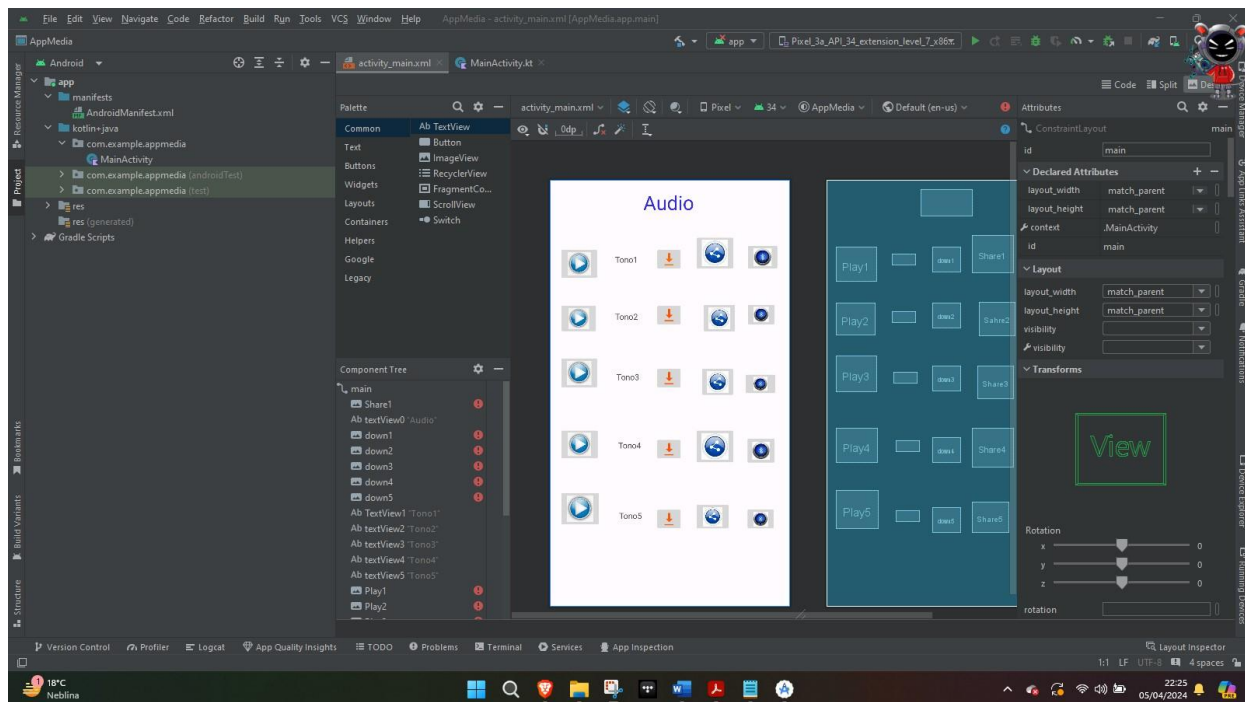 File Edit View Navigate Code Refactor Build Run Tools VCS Window Help AppMedia - activity_main.xml [AppMedia.app.main]
AppMedia
app
Pixel_3a_API_34_extension_level_7_x86
Android
activity_main.xml
MainActivity.kt
Code Split
Resource Manager
Project
Bookmarks
Build Variants
Structure
app
manifests
AndroidManifest.xml
kotlin+java
com.example.appmedia
MainActivity
com.example.appmedia (androidTest)
com.example.appmedia (test)
res
res (generated)
Gradle Scripts
Palette
Common
Text
Buttons
Widgets
Layouts
Containers
Helpers
Google
Legacy
Ab TextView
Button
ImageView
RecyclerView
FragmentCo...
ScrollView
Switch
Component Tree
main
Share1
Ab textView0 "Audio"
down1
down2
down3
down4
down5
Ab TextView1 "Tono1"
Ab textView2 "Tono2"
Ab textView3 "Tono3"
Ab textView4 "Tono4"
Ab textView5 "Tono5"
Play1
Play2
activity_main.xml Pixel 34 AppMedia Default (en-us)
0dp
Audio
Tono1
Tono2
Tono3
Tono4
Tono5
Play1 down1 Share1
Play2 down2 Sahre2
Play3 down3 Share3
Play4 down4 Share4
Play5 down5 Share5
Attributes
ConstraintLayout main
id main
Declared Attributes
layout_width match_parent
layout_height match_parent
context .MainActivity
id main
Layout
layout_width match_parent
layout_height match_parent
visibility
visibility
Transforms
View
Rotation
x 0
y 0
z 0
rotation
Device Manager
App Links Assistant
Gradle
Notifications
Device Explorer
Running Devices
Version Control Profiler Logcat App Quality Insights TODO Problems Terminal Services App Inspection Layout Inspector
1:1 LF UTF-8 4 spaces
1
18°C
Neblina
22:25
05/04/2024